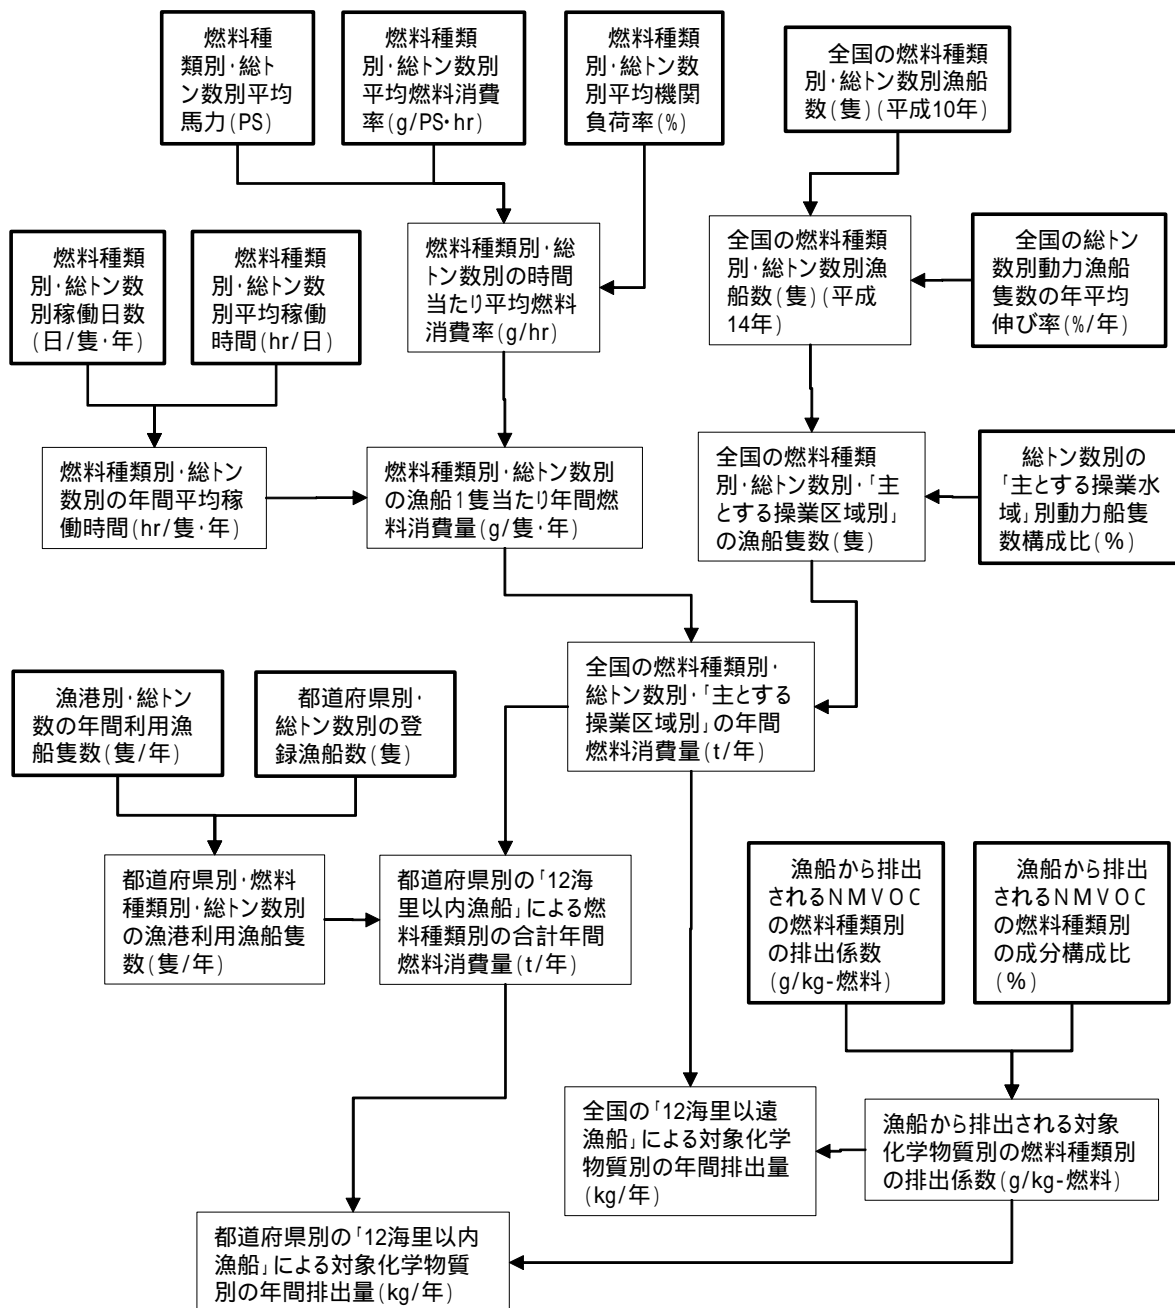 燃料種
類別・総ト
ン数別平均
馬力(PS)
燃料種類
別・総トン数別
平均燃料消費
率(g/PS・hr)
燃料種類
別・総トン数
別平均機関
負荷率(%)
全国の燃料種類
別・総トン数別漁船
数(隻)(平成10年)
燃料種類
別・総トン数
別稼働日数
(日/隻・年)
燃料種類
別・総トン数
別平均稼働
時間(hr/日)
燃料種類別・総
トン数別の時間
当たり平均燃料
消費率(g/hr)
全国の燃料種類
別・総トン数別漁
船数(隻)(平成
14年)
全国の総トン
数別動力漁船
隻数の年平均
伸び率(%/年)
燃料種類別・総トン
数別の年間平均稼
働時間(hr/隻・年)
燃料種類別・総トン数別
の漁船1隻当たり年間燃
料消費量(g/隻・年)
全国の燃料種類
別・総トン数別・「主
とする操業区域別」
の漁船隻数(隻)
総トン数別の
「主とする操業水
域」別動力船隻
数構成比(%)
漁港別・総トン
数の年間利用漁
船隻数(隻/年)
都道府県別・
総トン数別の登
録漁船数(隻)
全国の燃料種類別・
総トン数別・「主とする
操業区域別」の年間
燃料消費量(t/年)
都道府県別・燃料
種類別・総トン数別
の漁港利用漁船隻
数(隻/年)
都道府県別の「12海
里以内漁船」による燃
料種類別の合計年間
燃料消費量(t/年)
漁船から排出
されるNMVOC
の燃料種類別
の排出係数
(g/kg-燃料)
漁船から排出
されるNMVOC
の燃料種類別
の成分構成比
(%)
全国の「12海里以遠
漁船」による対象化学
物質別の年間排出量
(kg/年)
漁船から排出される対象
化学物質別の燃料種類別
の排出係数(g/kg-燃料)
都道府県別の「12海里以内
漁船」による対象化学物質
別の年間排出量(kg/年)